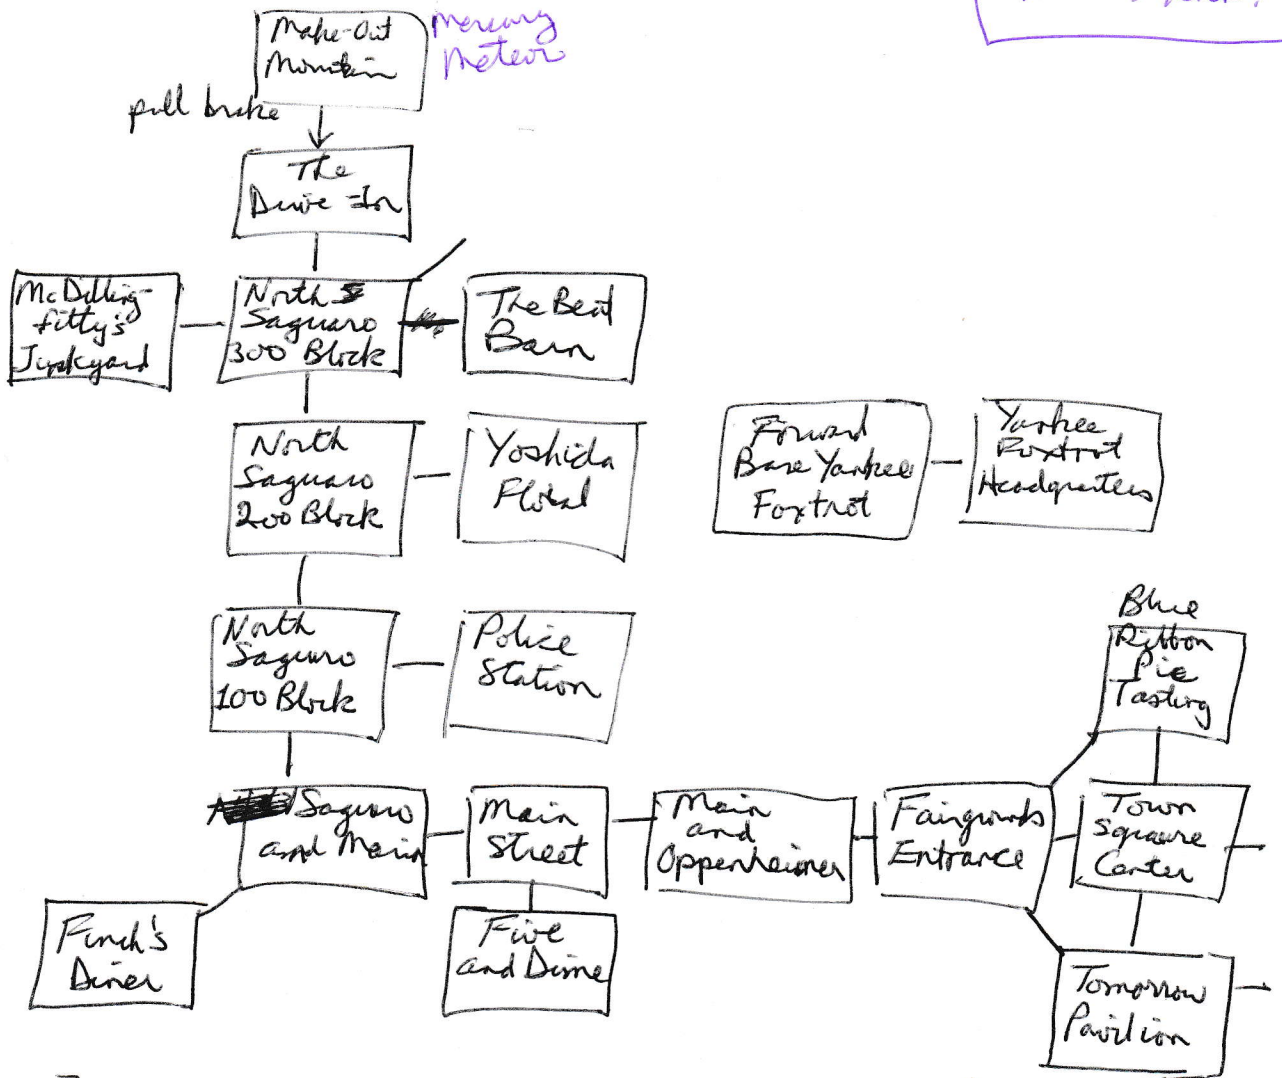 Make-Out
Mountain
Mercury
Meteor
pull brake
The
Drive-In
McDilling-
fitty's
Junkyard
North
Saguaro
300 Block
The Beat
Barn
North
Saguaro
200 Block
Yoshida
Floral
Forward
Base Yankee
Foxtrot
Yankee
Foxtrot
Headquarters
North
Saguaro
100 Block
Police
Station
Blue
Ribbon
Pie
Tasting
Saguaro
and Main
Main
Street
Main
and
Oppenheimer
Fairgrounds
Entrance
Town
Square
Center
Finch's
Diner
Five
and Dime
Tomorrow
Pavilion